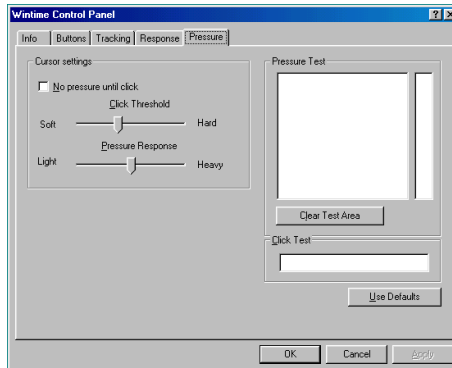 Wintime Control Panel
Info Buttons Tracking Response Pressure
Cursor settings
No pressure until click
Click Threshold
Soft Hard
Pressure Response
Light Heavy
Pressure Test
Clear Test Area
Click Test
Use Defaults
OK Cancel Apply